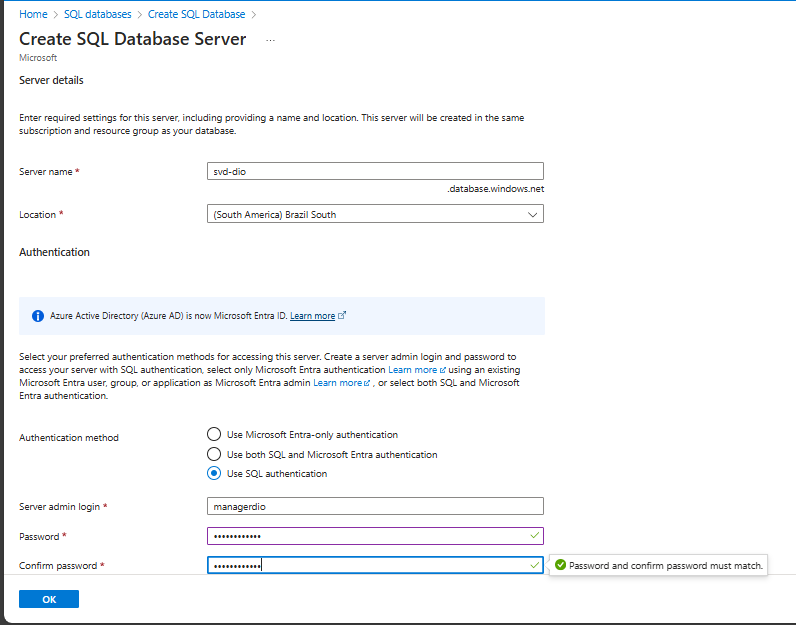 Home > SQL databases > Create SQL Database >
Create SQL Database Server ...
Microsoft
Server details
Enter required settings for this server, including providing a name and location. This server will be created in the same
subscription and resource group as your database.
Server name *
svd-dio
.database.windows.net
Location *
(South America) Brazil South
Authentication
Azure Active Directory (Azure AD) is now Microsoft Entra ID. Learn more
Select your preferred authentication methods for accessing this server. Create a server admin login and password to
access your server with SQL authentication, select only Microsoft Entra authentication Learn more using an existing
Microsoft Entra user, group, or application as Microsoft Entra admin Learn more , or select both SQL and Microsoft
Entra authentication.
Authentication method
Use Microsoft Entra-only authentication
Use both SQL and Microsoft Entra authentication
Use SQL authentication
Server admin login *
managerdio
Password *
••••••••••••
Confirm password *
••••••••••••
Password and confirm password must match.
OK